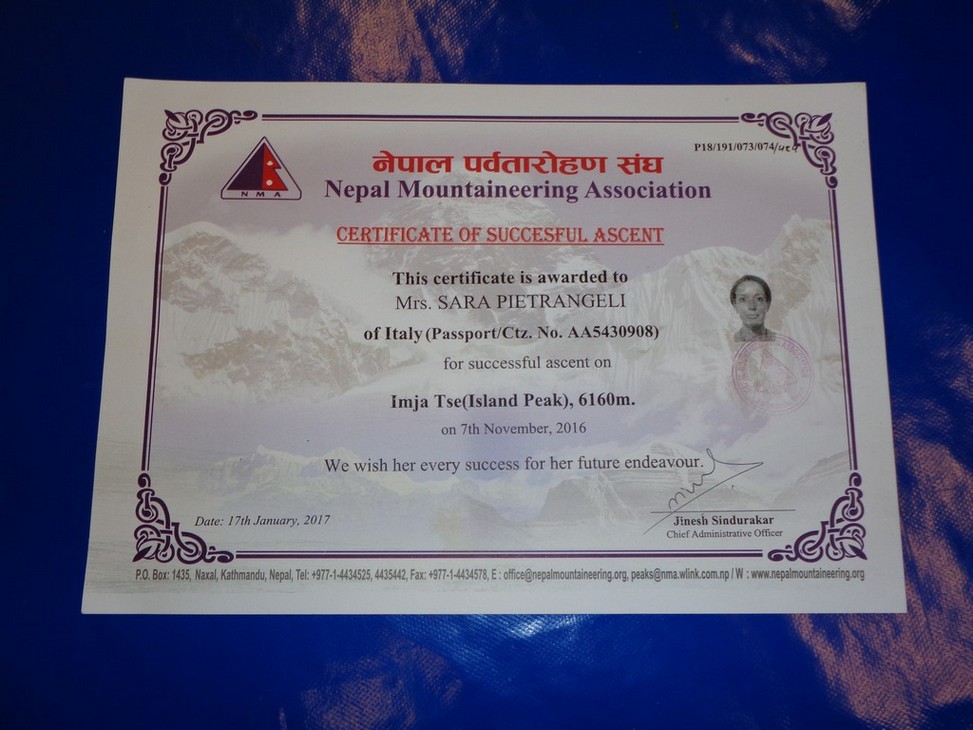 P18/191/073/074/424
नेपाल पर्वतारोहण संघ
NMA
Nepal Mountaineering Association
CERTIFICATE OF SUCCESFUL ASCENT
This certificate is awarded to
Mrs. SARA PIETRANGELI
of Italy (Passport/Ctz. No. AA5430908)
for successful ascent on
Imja Tse(Island Peak), 6160m.
on 7th November, 2016
We wish her every success for her future endeavour.
Date: 17th January, 2017
Jinesh Sindurakar
Chief Administrative Officer
P.O. Box: 1435, Naxal, Kathmandu, Nepal, Tel: +977-1-4434525, 4435442, Fax: +977-1-4434578, E : office@nepalmountaineering.org, peaks@nma.wlink.com.np / W : www.nepalmountaineering.org